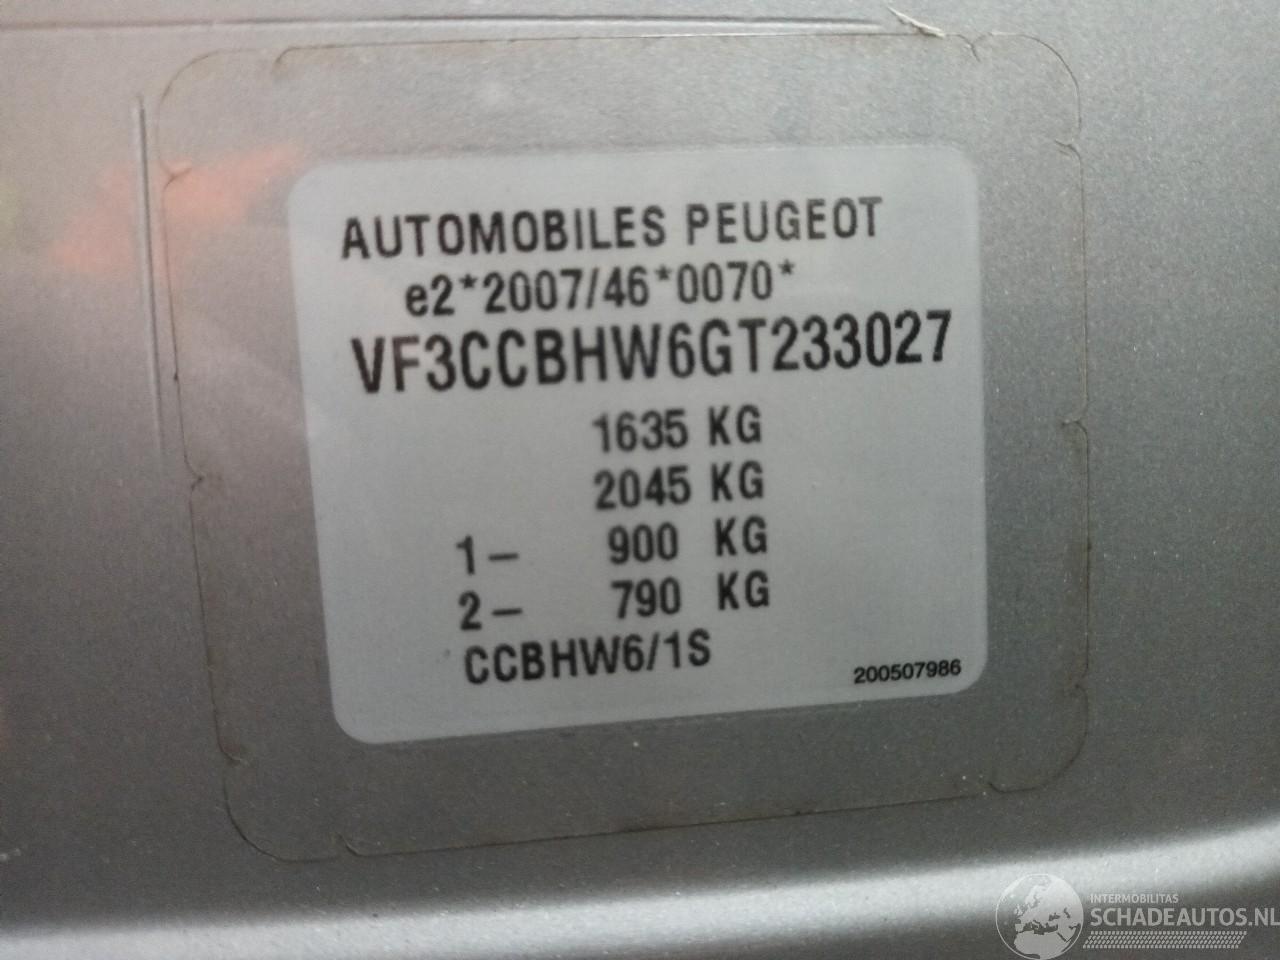 AUTOMOBILES PEUGEOT
e2*2007/46*0070*
VF3CCBHW6GT233027
1635 KG
2045 KG
1– 900 KG
2– 790 KG
CCBHW6/1S
200507986
INTERMOBILITAS
SCHADEAUTOS.NL